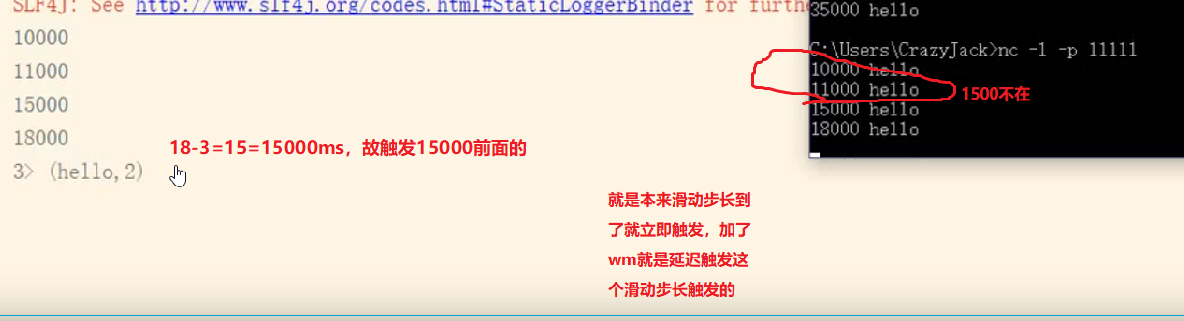 SLF4J: See http://www.slf4j.org/codes.html#StaticLoggerBinder for furthe
10000
11000
15000
18000
3> (hello,2)
18-3=15=15000ms，故触发15000前面的
35000 hello
C:\Users\CrazyJack>nc -l -p 11111
10000 hello
11000 hello
15000 hello
18000 hello
1500不在
就是本来滑动步长到
了就立即触发，加了
wm就是延迟触发这
个滑动步长触发的